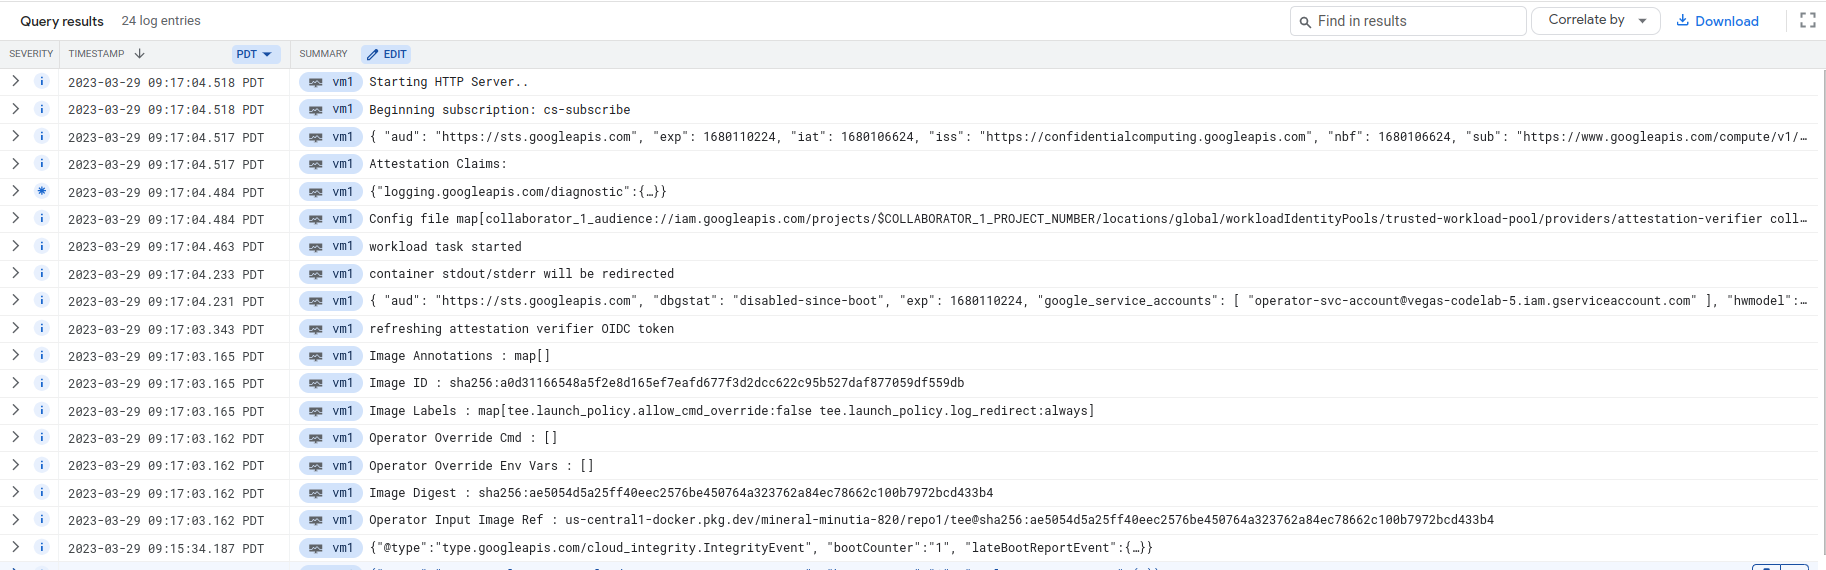 Query results 24 log entries Find in results Correlate by Download
SEVERITY TIMESTAMP PDT SUMMARY EDIT
2023-03-29 09:17:04.518 PDT vm1 Starting HTTP Server..
2023-03-29 09:17:04.518 PDT vm1 Beginning subscription: cs-subscribe
2023-03-29 09:17:04.517 PDT vm1 { "aud": "https://sts.googleapis.com", "exp": 1680110224, "iat": 1680106624, "iss": "https://confidentialcomputing.googleapis.com", "nbf": 1680106624, "sub": "https://www.googleapis.com/compute/v1/…
2023-03-29 09:17:04.517 PDT vm1 Attestation Claims:
2023-03-29 09:17:04.484 PDT vm1 {"logging.googleapis.com/diagnostic":{…}}
2023-03-29 09:17:04.484 PDT vm1 Config file map[collaborator_1_audience://iam.googleapis.com/projects/$COLLABORATOR_1_PROJECT_NUMBER/locations/global/workloadIdentityPools/trusted-workload-pool/providers/attestation-verifier coll…
2023-03-29 09:17:04.463 PDT vm1 workload task started
2023-03-29 09:17:04.233 PDT vm1 container stdout/stderr will be redirected
2023-03-29 09:17:04.231 PDT vm1 { "aud": "https://sts.googleapis.com", "dbgstat": "disabled-since-boot", "exp": 1680110224, "google_service_accounts": [ "operator-svc-account@vegas-codelab-5.iam.gserviceaccount.com" ], "hwmodel":…
2023-03-29 09:17:03.343 PDT vm1 refreshing attestation verifier OIDC token
2023-03-29 09:17:03.165 PDT vm1 Image Annotations : map[]
2023-03-29 09:17:03.165 PDT vm1 Image ID : sha256:a0d31166548a5f2e8d165ef7eafd677f3d2dcc622c95b527daf877059df559db
2023-03-29 09:17:03.165 PDT vm1 Image Labels : map[tee.launch_policy.allow_cmd_override:false tee.launch_policy.log_redirect:always]
2023-03-29 09:17:03.162 PDT vm1 Operator Override Cmd : []
2023-03-29 09:17:03.162 PDT vm1 Operator Override Env Vars : []
2023-03-29 09:17:03.162 PDT vm1 Image Digest : sha256:ae5054d5a25ff40eec2576be450764a323762a84ec78662c100b7972bcd433b4
2023-03-29 09:17:03.162 PDT vm1 Operator Input Image Ref : us-central1-docker.pkg.dev/mineral-minutia-820/repo1/tee@sha256:ae5054d5a25ff40eec2576be450764a323762a84ec78662c100b7972bcd433b4
2023-03-29 09:15:34.187 PDT vm1 {"@type":"type.googleapis.com/cloud_integrity.IntegrityEvent", "bootCounter":"1", "lateBootReportEvent":{…}}